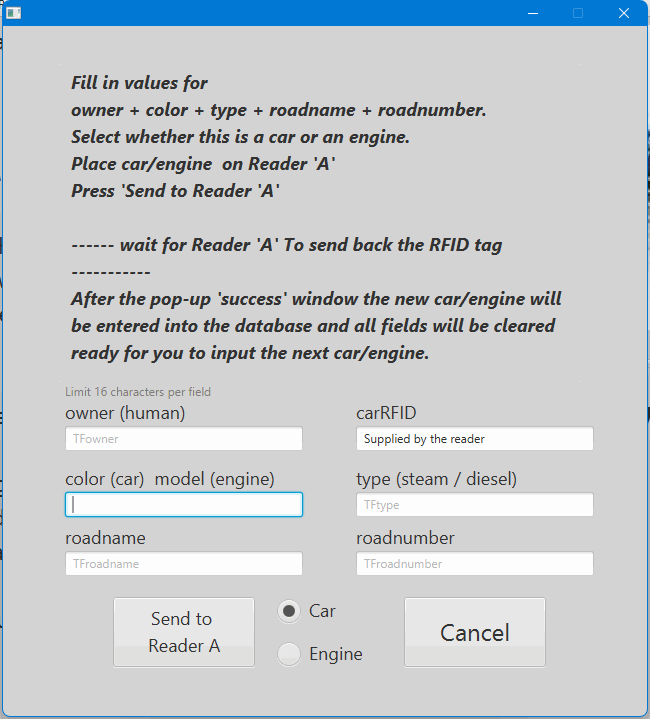 Fill in values for
owner + color + type + roadname + roadnumber.
Select whether this is a car or an engine.
Place car/engine  on Reader 'A'
Press 'Send to Reader 'A'
------ wait for Reader 'A' To send back the RFID tag
-----------
After the pop-up 'success' window the new car/engine will
be entered into the database and all fields will be cleared
ready for you to input the next car/engine.
Limit 16 characters per field
owner (human)
carRFID
TFowner
Supplied by the reader
color (car)  model (engine)
type (steam / diesel)
TFtype
roadname
roadnumber
TFroadname
TFroadnumber
Send to
Reader A
Car
Engine
Cancel